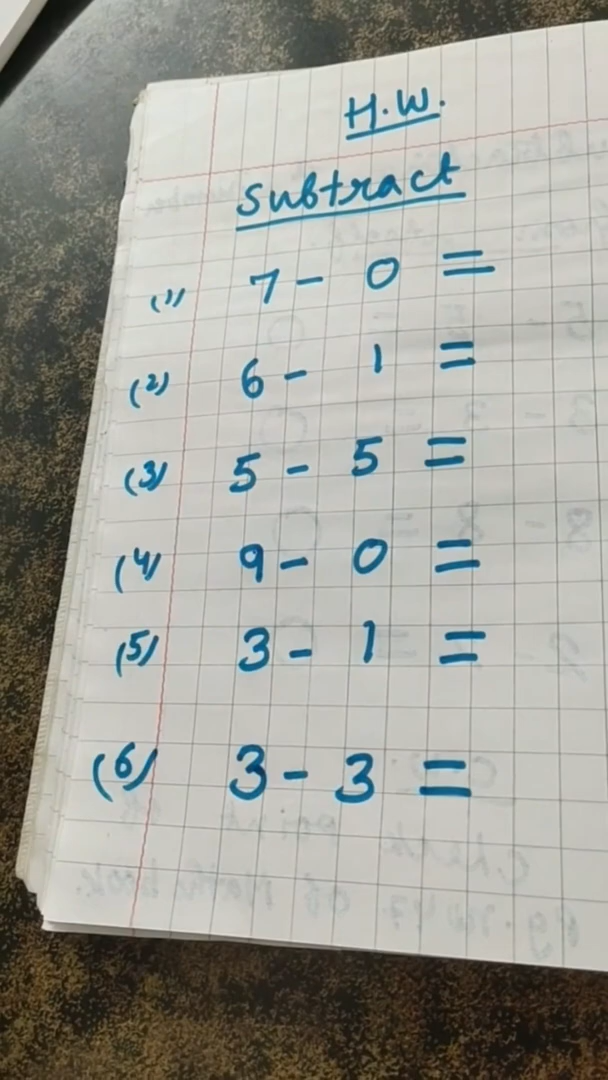 H.W.
Subtract
(1) 7 - 0 =
(2) 6 - 1 =
(3) 5 - 5 =
(4) 9 - 0 =
(5) 3 - 1 =
(6) 3 - 3 =